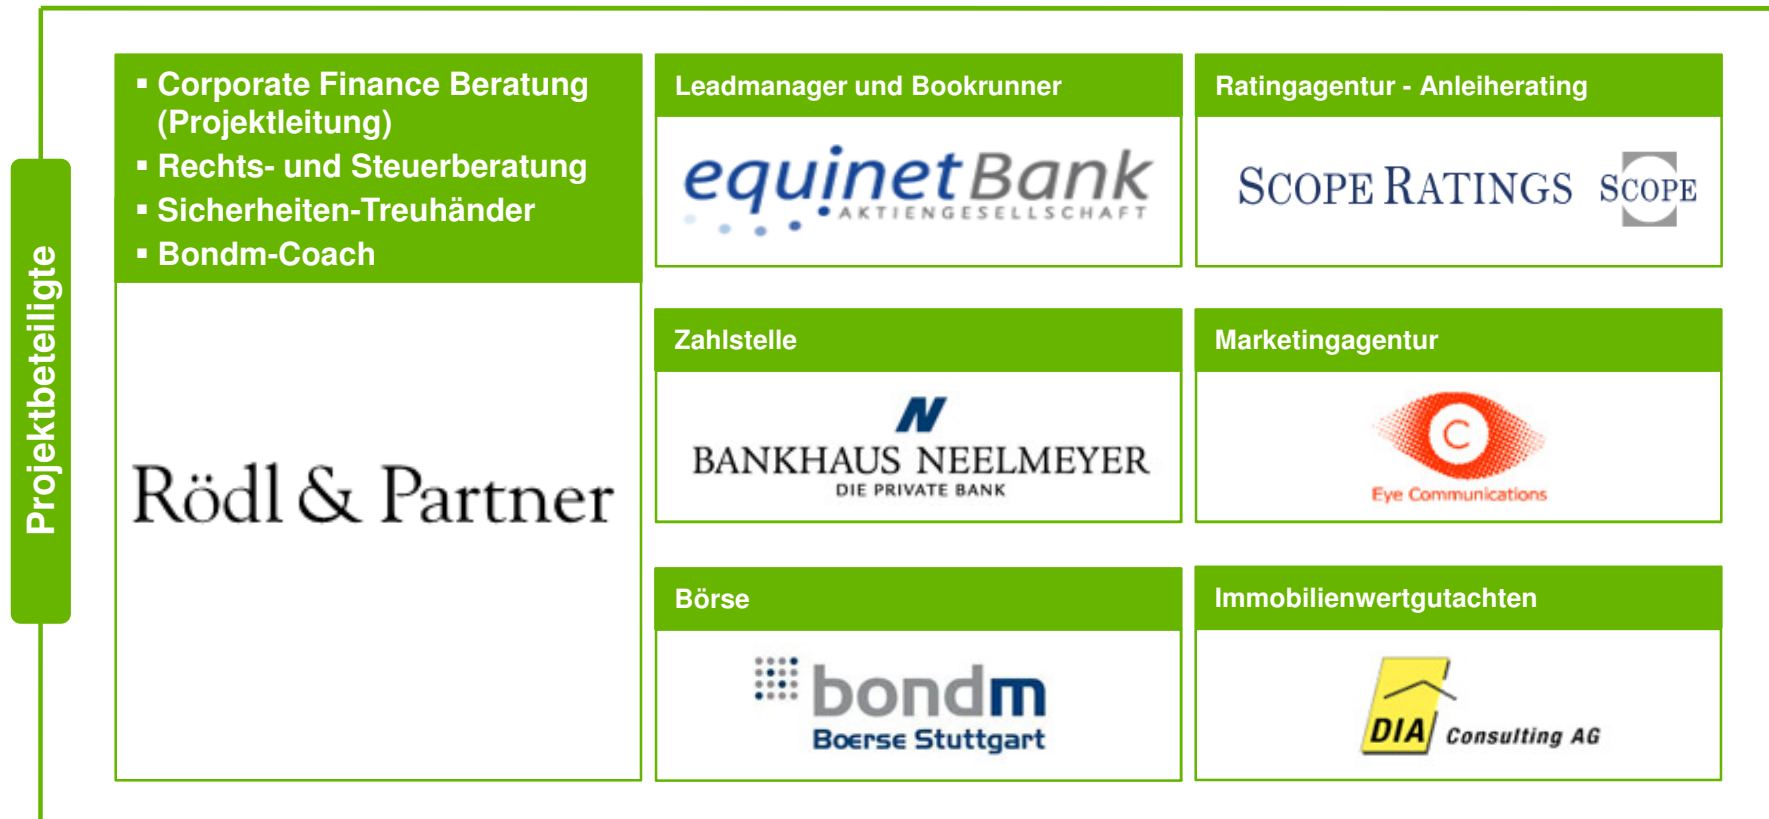 Projektbeteiligte
▪ Corporate Finance Beratung
(Projektleitung)
▪ Rechts- und Steuerberatung
▪ Sicherheiten-Treuhänder
▪ Bondm-Coach
Rödl & Partner
Leadmanager und Bookrunner
equinet Bank
AKTIENGESELLSCHAFT
Ratingagentur - Anleiherating
SCOPE RATINGS SCOPE
Zahlstelle
N
BANKHAUS NEELMEYER
DIE PRIVATE BANK
Marketingagentur
C
Eye Communications
Börse
bondm
Boerse Stuttgart
Immobilienwertgutachten
DIA Consulting AG